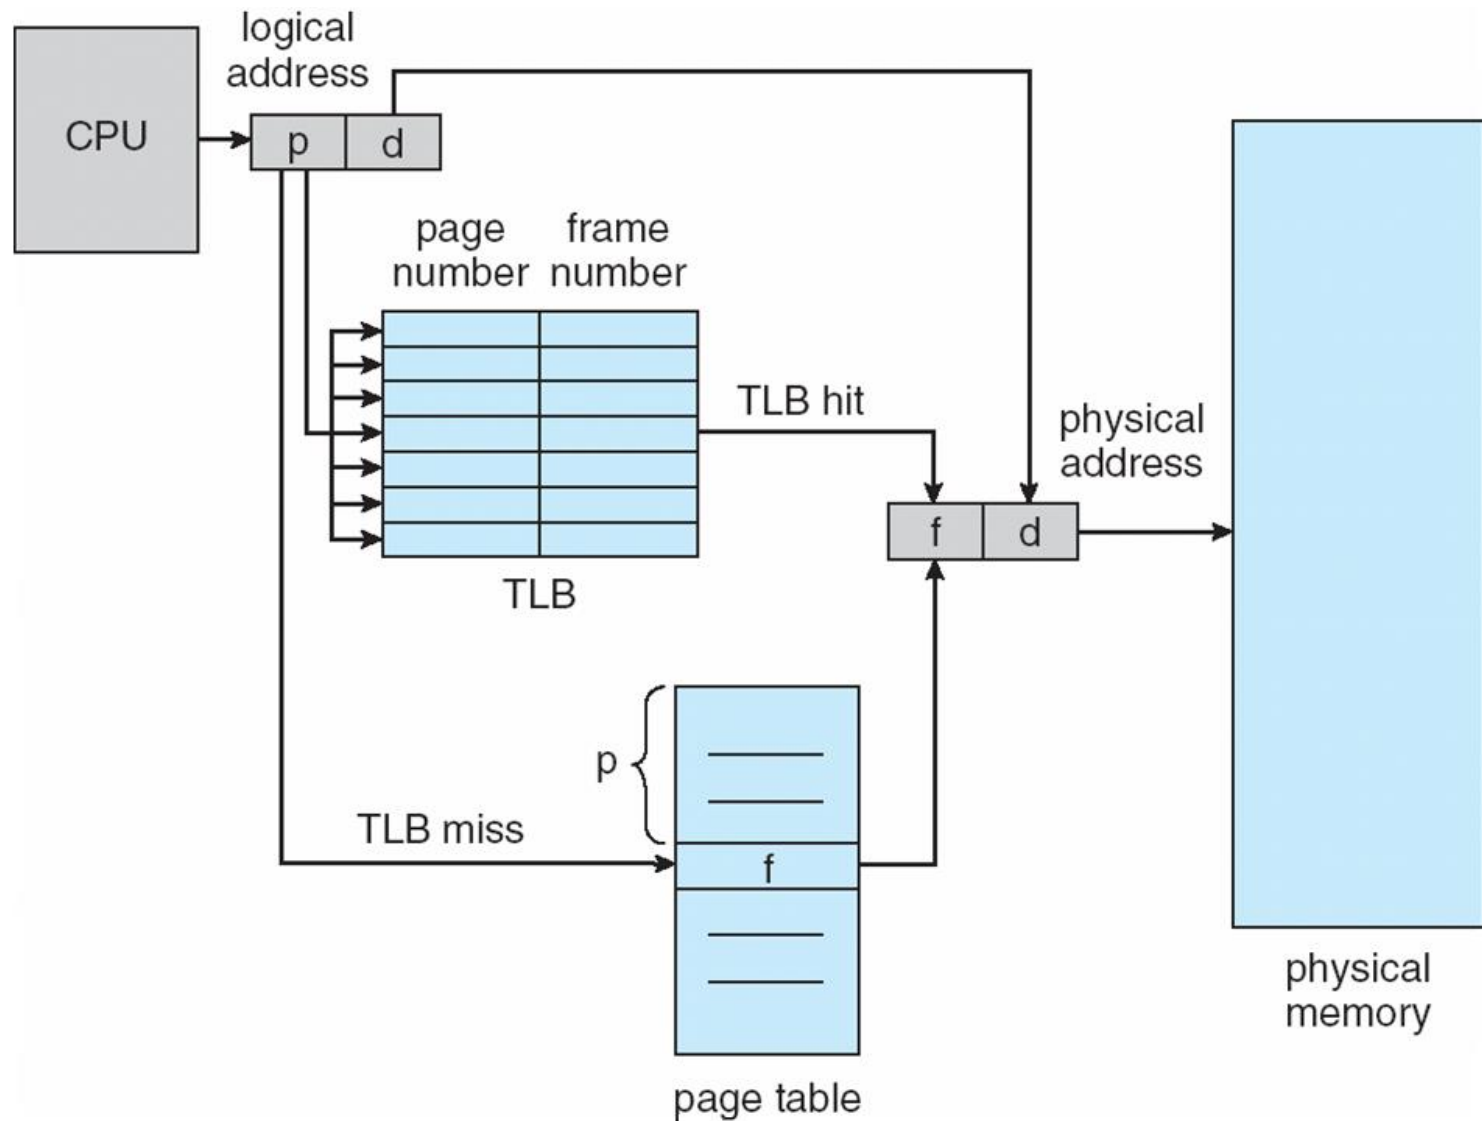 logical
address
CPU
p d
page frame
number number
TLB hit
physical
address
f d
TLB
p
TLB miss
f
physical
memory
page table